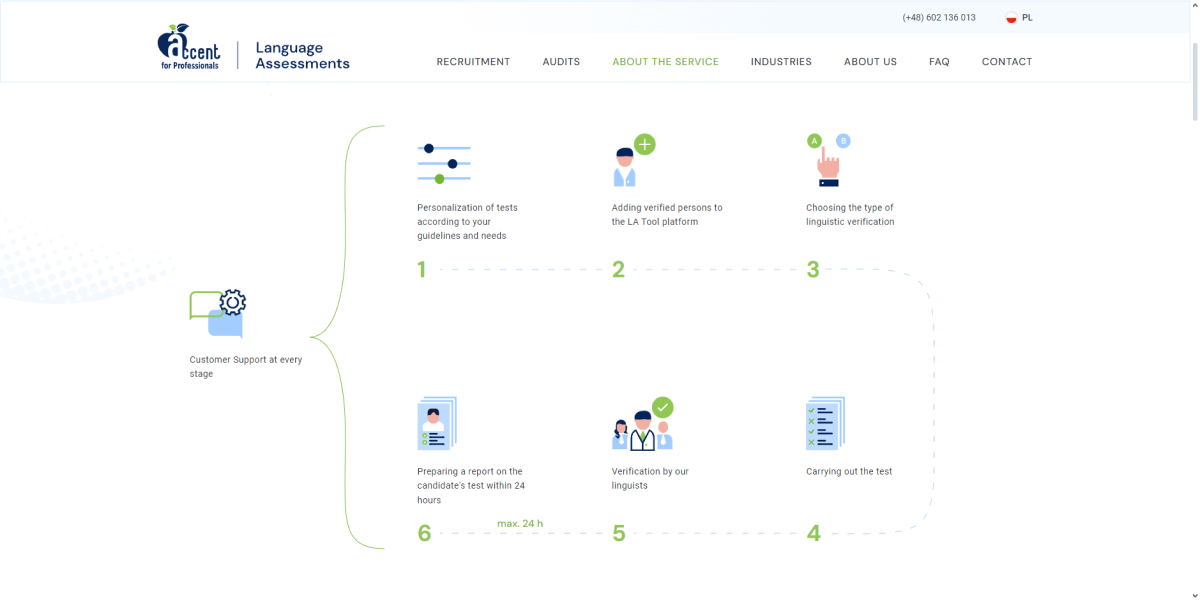 (+48) 602 136 013
PL
accent
for Professionals
Language
Assessments
RECRUITMENT
AUDITS
ABOUT THE SERVICE
INDUSTRIES
ABOUT US
FAQ
CONTACT
Personalization of tests
according to your
guidelines and needs
1
Adding verified persons to
the LA Tool platform
2
A
B
Choosing the type of
linguistic verification
3
Customer Support at every
stage
Preparing a report on the
candidate's test within 24
hours
6
max. 24 h
Verification by our
linguists
5
Carrying out the test
4